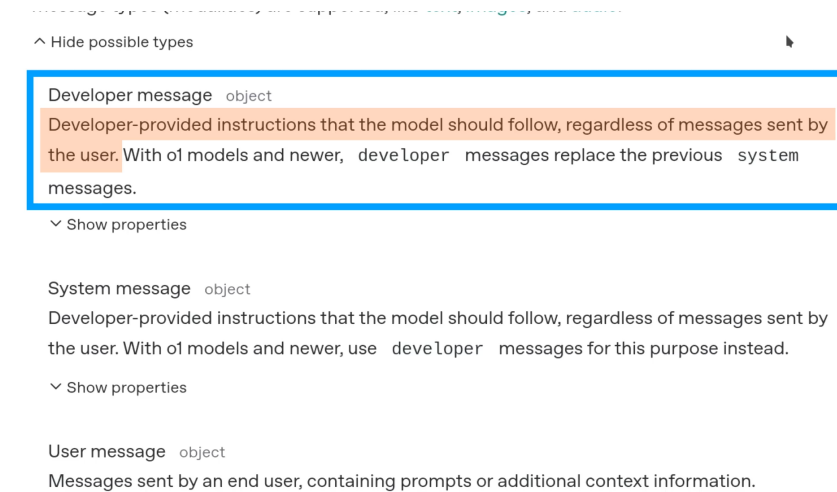 Hide possible types
Developer message object
Developer-provided instructions that the model should follow, regardless of messages sent by
the user. With o1 models and newer, developer messages replace the previous system
messages.
Show properties
System message object
Developer-provided instructions that the model should follow, regardless of messages sent by
the user. With o1 models and newer, use developer messages for this purpose instead.
Show properties
User message object
Messages sent by an end user, containing prompts or additional context information.